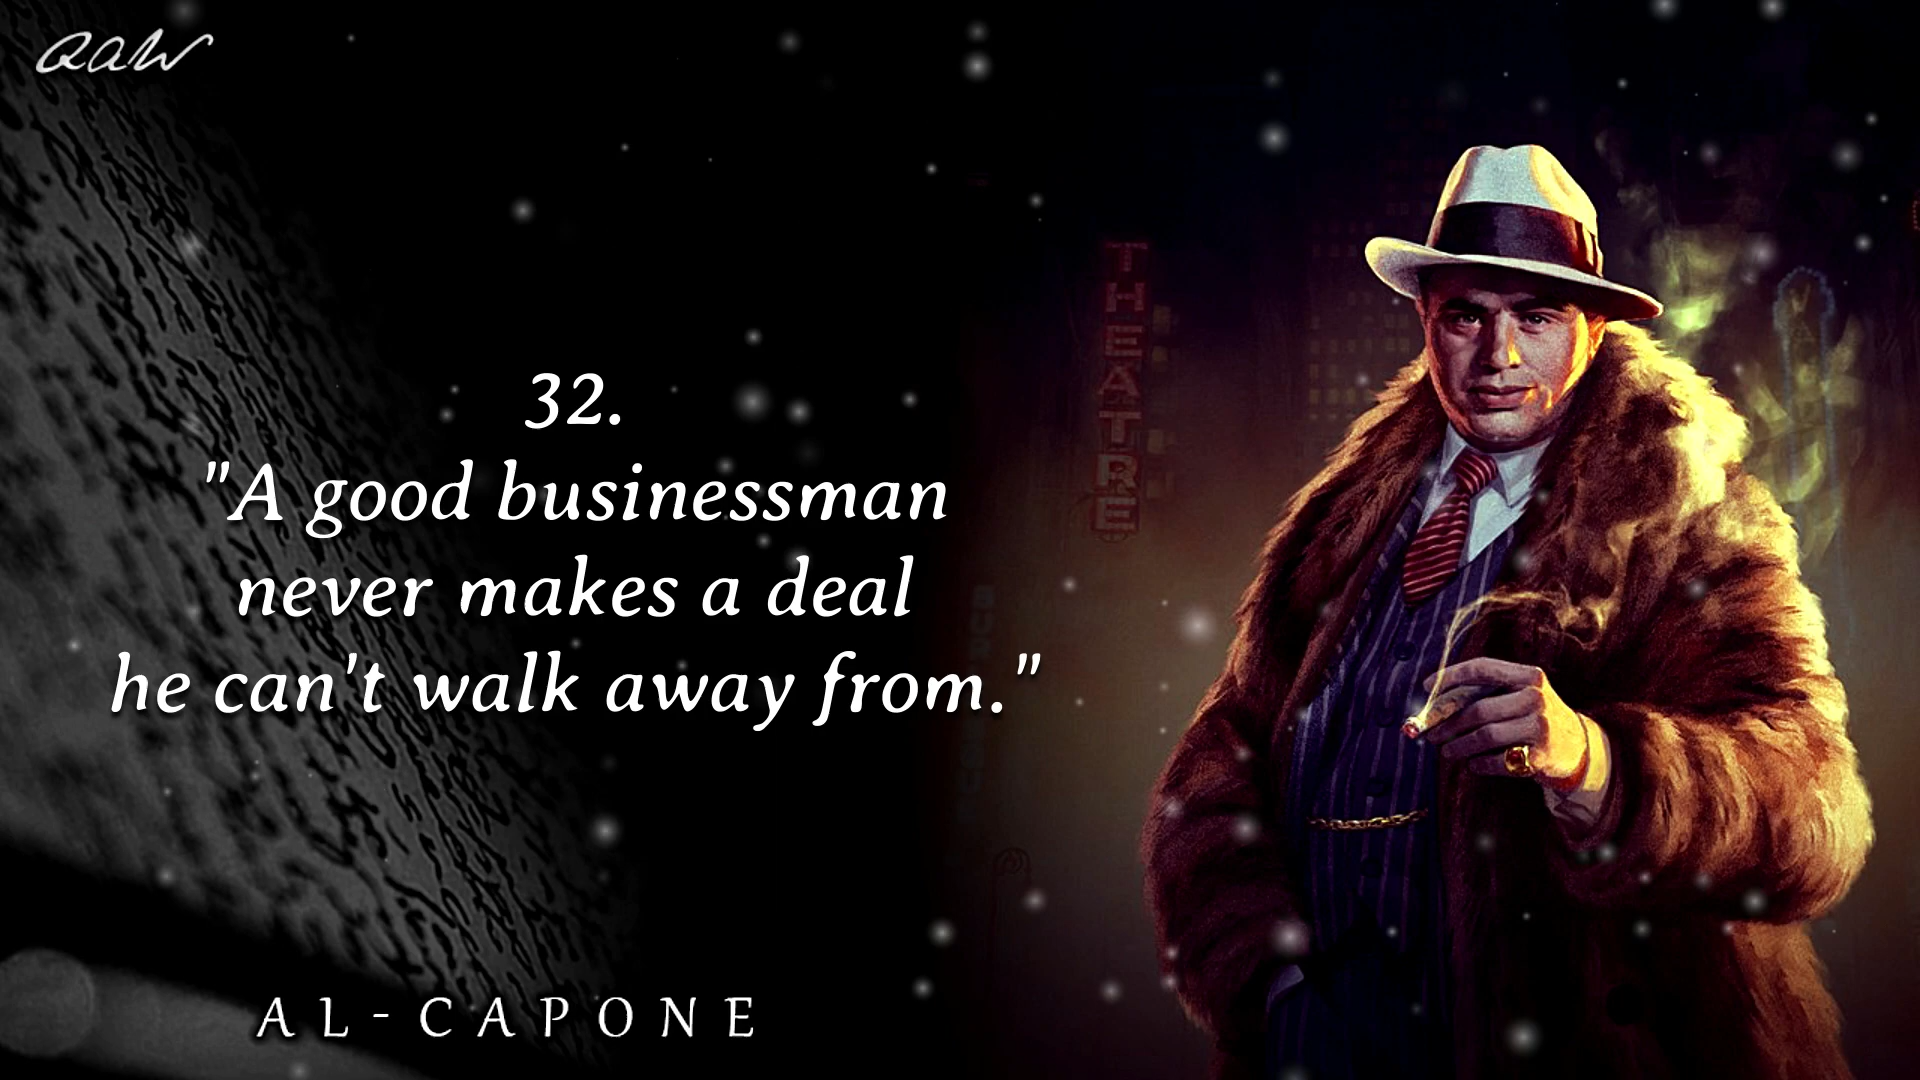 QAW
32.
"A good businessman
never makes a deal
he can't walk away from."
AL-CAPONE
THEATRE